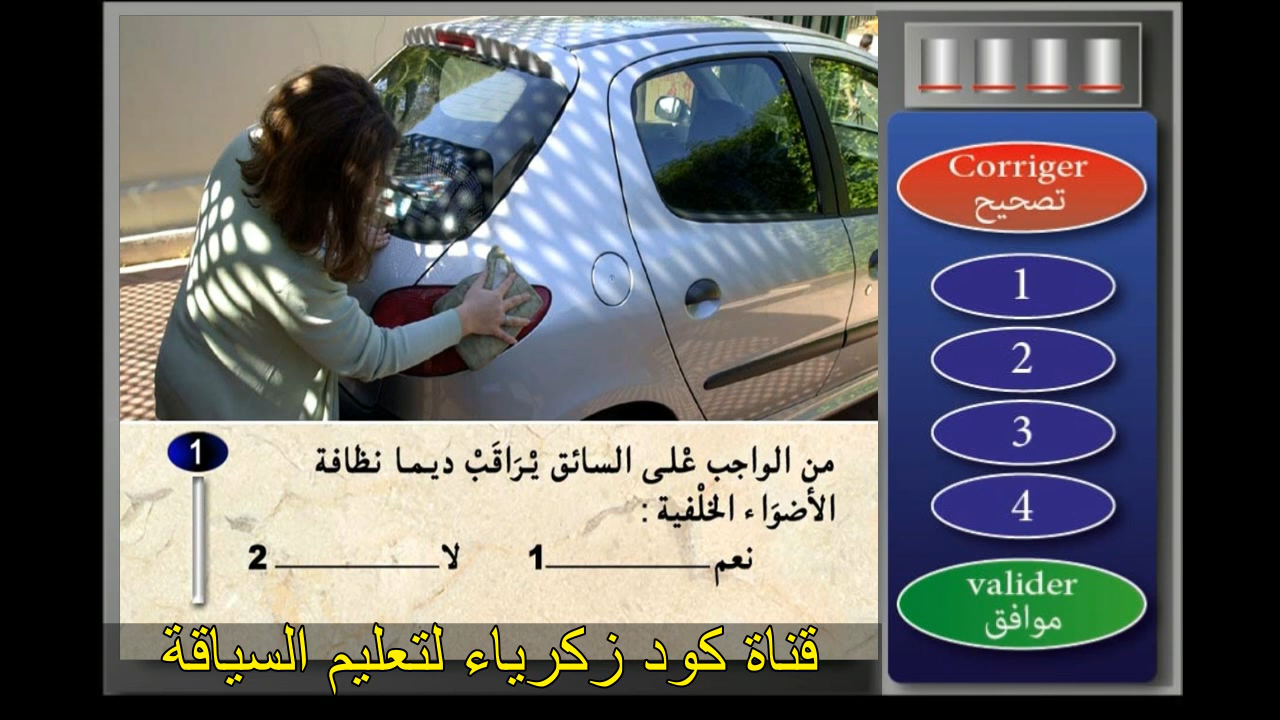 1
من الواجب عْلى السائق يْرَاقَبْ ديما نظافة
الأضوَاء الخلْفية :
نعم 1 لا 2
قناة كود زكرياء لتعليم السياقة
Corriger
تصحيح
1
2
3
4
valider
موافق